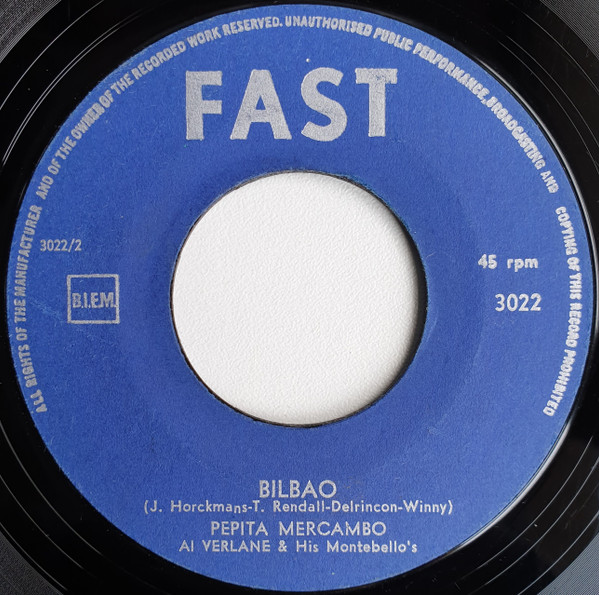 ALL RIGHTS OF THE MANUFACTURER AND OF THE OWNER OF THE RECORDED WORK RESERVED. UNAUTHORISED PUBLIC PERFORMANCE, BROADCASTING AND COPYING OF THIS RECORD PROHIBITED
FAST
3022/2
B.I.E.M.
45 rpm
3022
BILBAO
(J. Horckmans-T. Rendall-Delrincon-Winny)
PEPITA MERCAMBO
Al VERLANE & His Montebello's